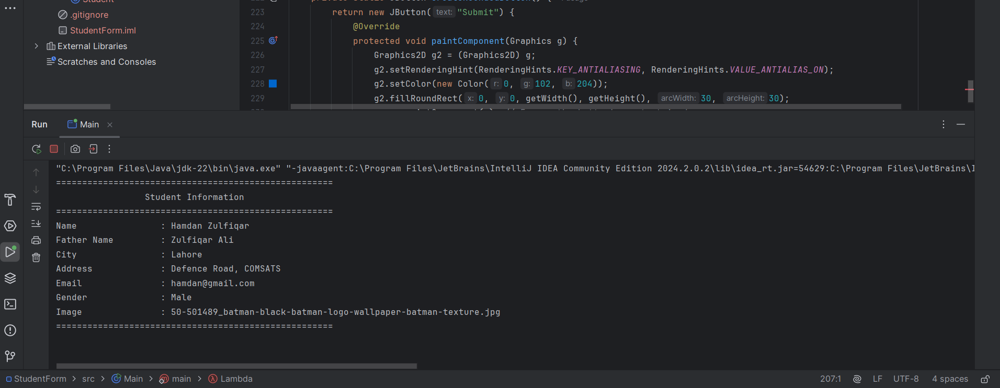 Student
.gitignore
StudentForm.iml
External Libraries
Scratches and Consoles
222
223 return new JButton( text: "Submit") {
224 @Override
225 protected void paintComponent(Graphics g) {
226 Graphics2D g2 = (Graphics2D) g;
227 g2.setRenderingHint(RenderingHints.KEY_ANTIALIASING, RenderingHints.VALUE_ANTIALIAS_ON);
228 g2.setColor(new Color( r: 0, g: 102, b: 204));
229 g2.fillRoundRect( x: 0, y: 0, getWidth(), getHeight(), arcWidth: 30, arcHeight: 30);
Run Main
"C:\Program Files\Java\jdk-22\bin\java.exe" "-javaagent:C:\Program Files\JetBrains\IntelliJ IDEA Community Edition 2024.2.0.2\lib\idea_rt.jar=54629:C:\Program Files\JetBrains\I
=====================================================
Student Information
=====================================================
Name : Hamdan Zulfiqar
Father Name : Zulfiqar Ali
City : Lahore
Address : Defence Road, COMSATS
Email : hamdan@gmail.com
Gender : Male
Image : 50-501489_batman-black-batman-logo-wallpaper-batman-texture.jpg
=====================================================
StudentForm > src > Main > main > Lambda 207:1 LF UTF-8 4 spaces